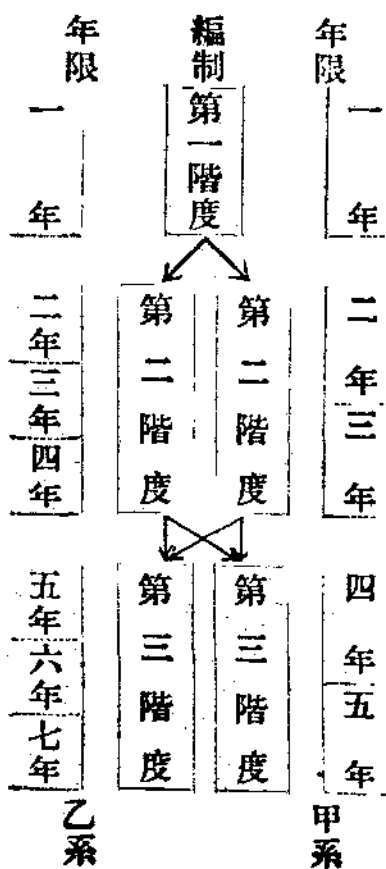 年限
一年
二年
三年
四年
五年
甲系
編制
第一階度
第二階度
第二階度
第三階度
第三階度
年限
一年
二年
三年
四年
五年
六年
七年
乙系